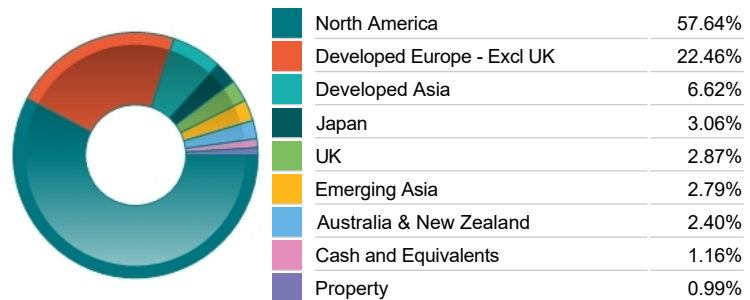 North America 57.64%
Developed Europe - Excl UK 22.46%
Developed Asia 6.62%
Japan 3.06%
UK 2.87%
Emerging Asia 2.79%
Australia & New Zealand 2.40%
Cash and Equivalents 1.16%
Property 0.99%